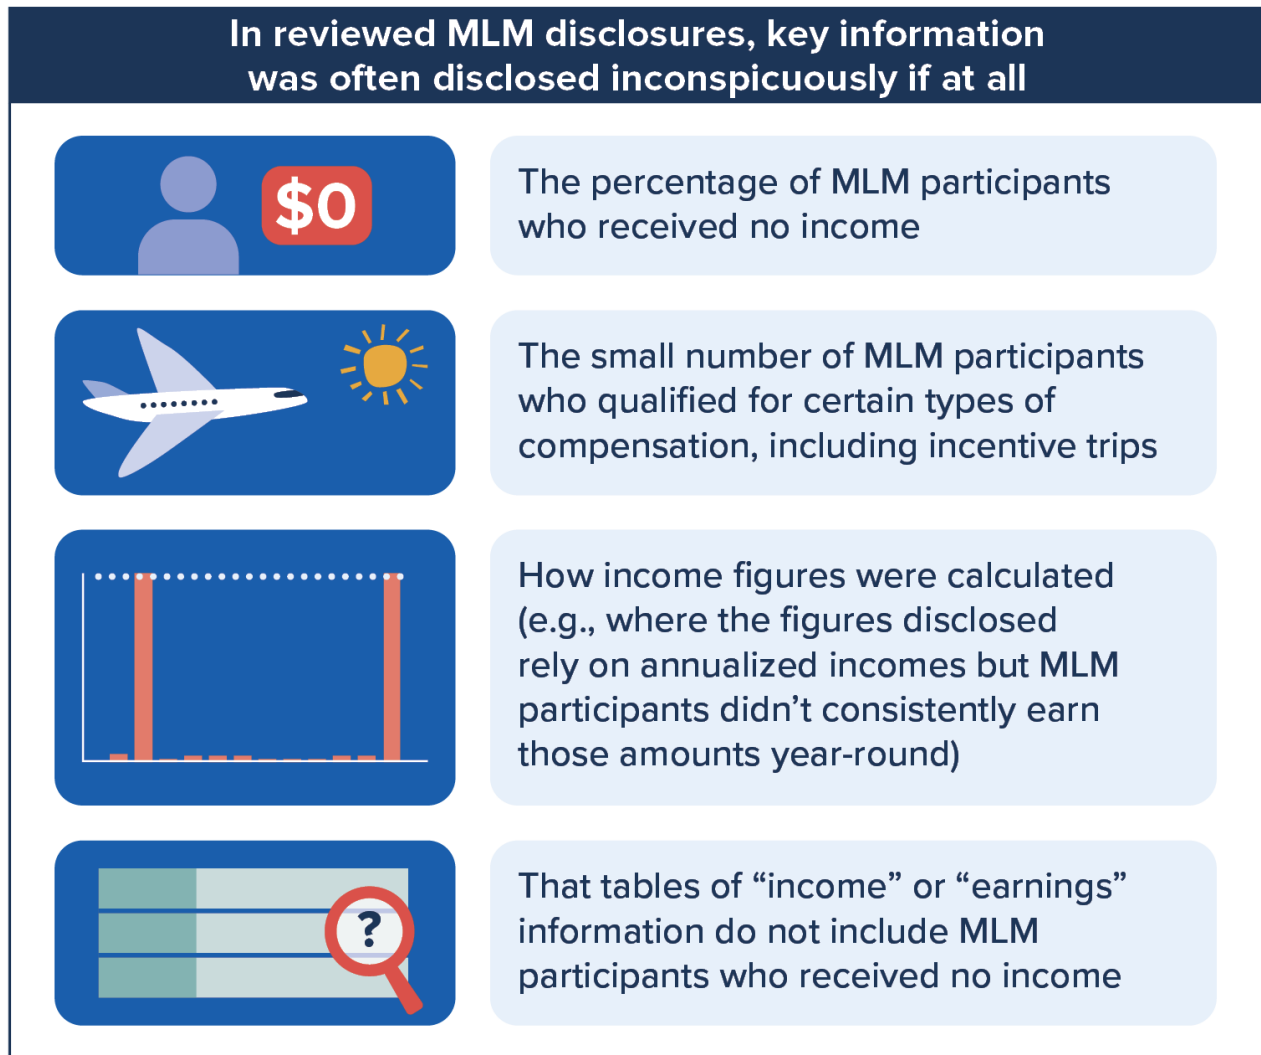 In reviewed MLM disclosures, key information
was often disclosed inconspicuously if at all
$0
The percentage of MLM participants
who received no income
The small number of MLM participants
who qualified for certain types of
compensation, including incentive trips
How income figures were calculated
(e.g., where the figures disclosed
rely on annualized incomes but MLM
participants didn’t consistently earn
those amounts year-round)
?
That tables of “income” or “earnings”
information do not include MLM
participants who received no income